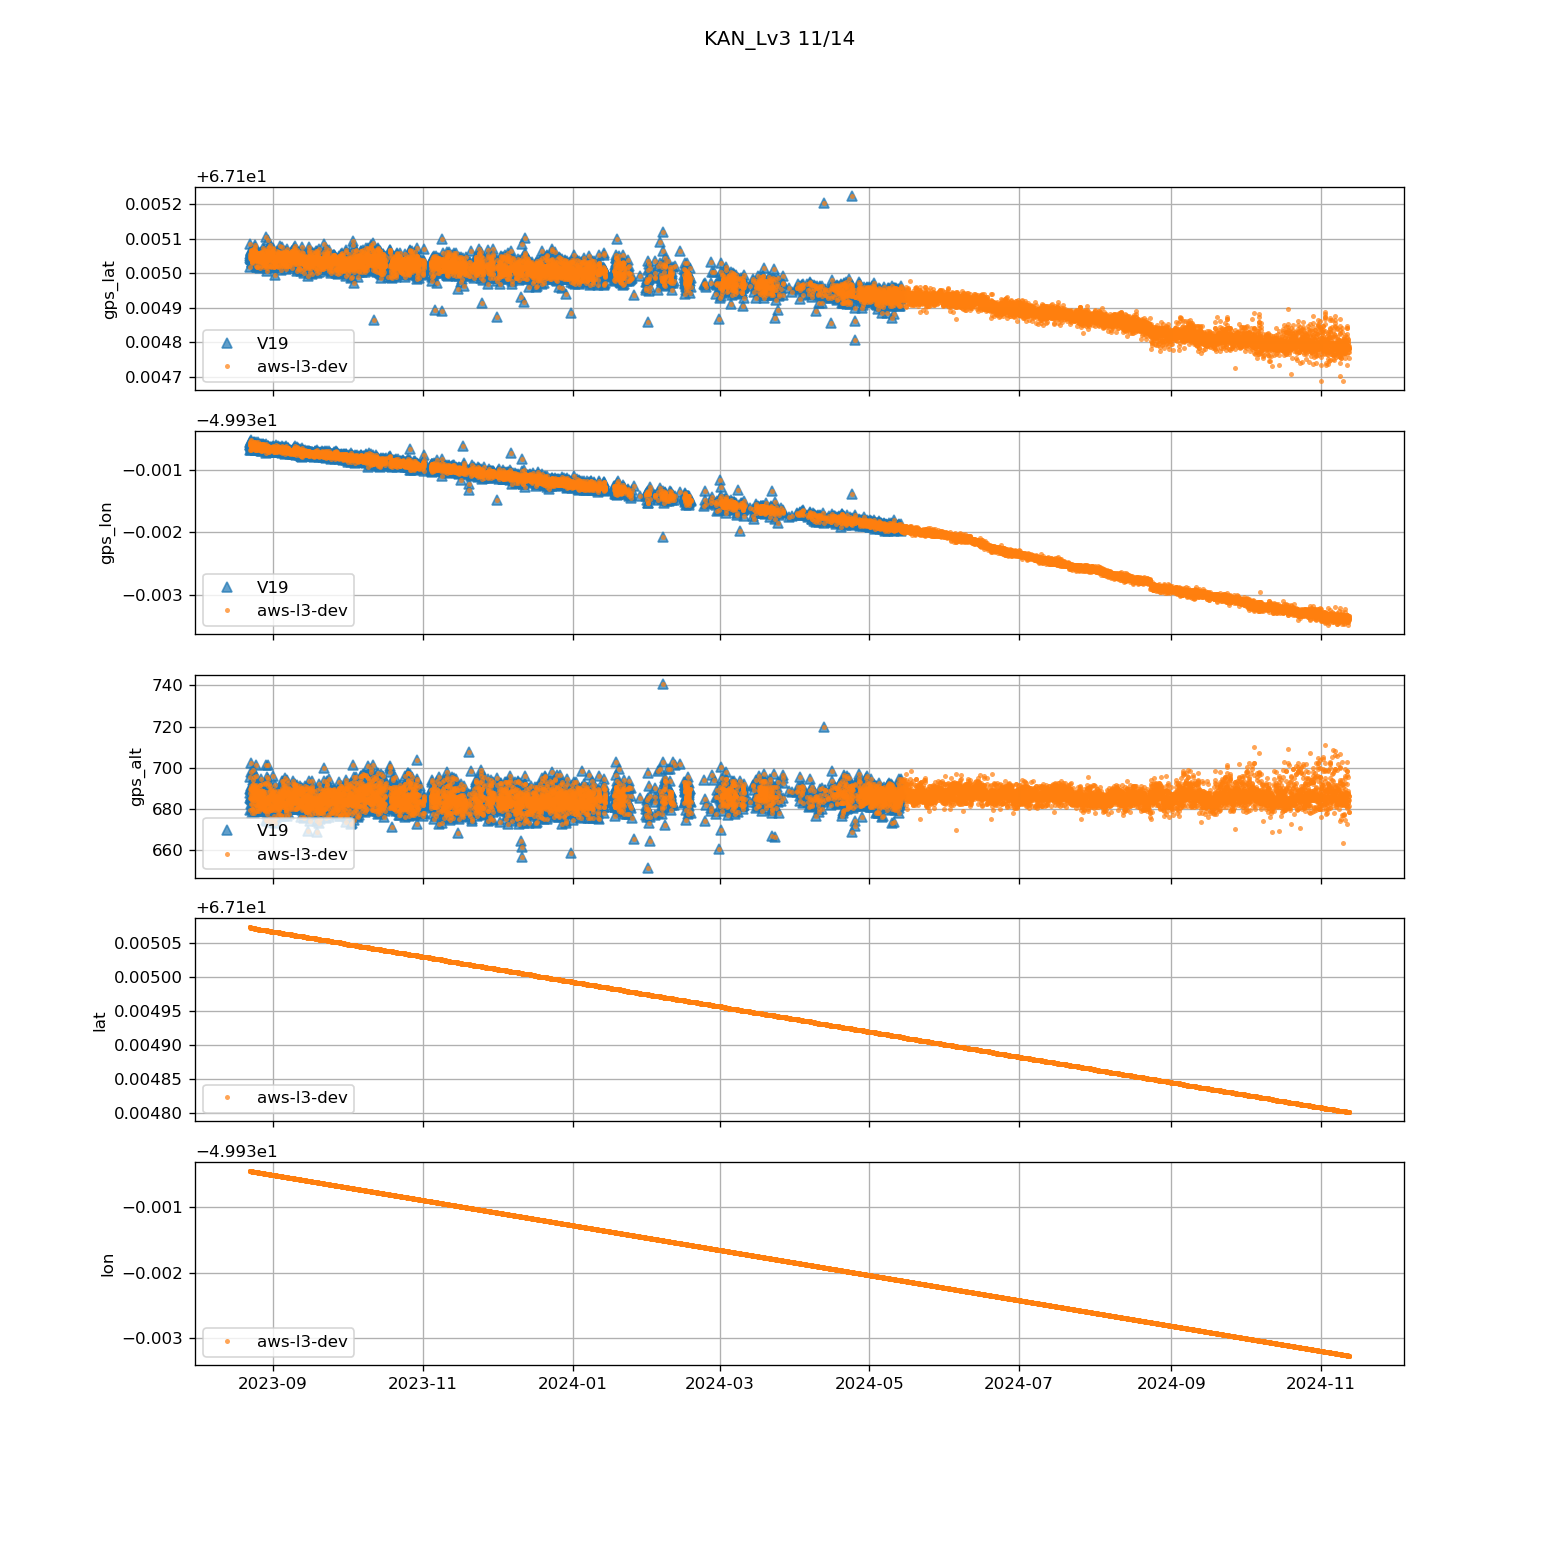 KAN_Lv3 11/14
+6.71e1
0.0052
0.0051
0.0050
0.0049
0.0048
0.0047
gps_lat
V19
aws-l3-dev
−4.993e1
−0.001
−0.002
−0.003
gps_lon
V19
aws-l3-dev
740
720
700
680
660
gps_alt
V19
aws-l3-dev
+6.71e1
0.00505
0.00500
0.00495
0.00490
0.00485
0.00480
lat
aws-l3-dev
−4.993e1
−0.001
−0.002
−0.003
lon
aws-l3-dev
2023-09 2023-11 2024-01 2024-03 2024-05 2024-07 2024-09 2024-11